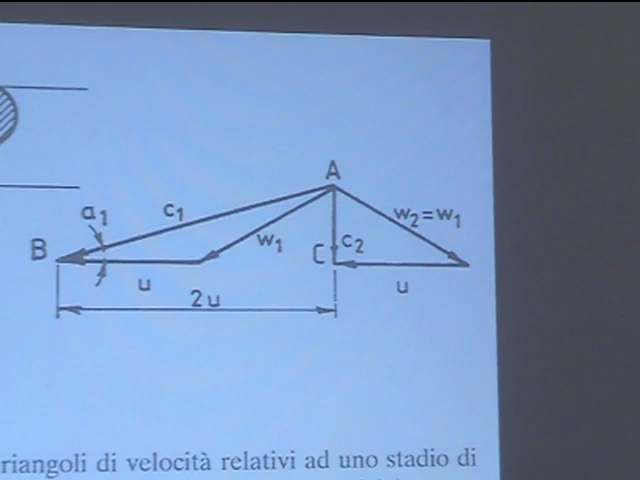 A
a₁
c₁
w₂=w₁
B
w₁
C
c₂
u
u
2u
riangoli di velocità relativi ad uno stadio di